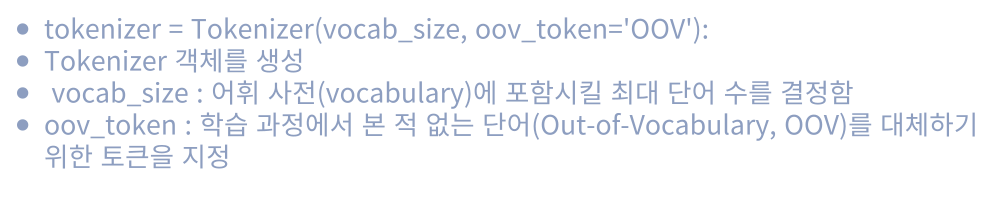 • tokenizer = Tokenizer(vocab_size, oov_token='OOV'):
• Tokenizer 객체를 생성
• vocab_size : 어휘 사전(vocabulary)에 포함시킬 최대 단어 수를 결정함
• oov_token : 학습 과정에서 본 적 없는 단어(Out-of-Vocabulary, OOV)를 대체하기
위한 토큰을 지정